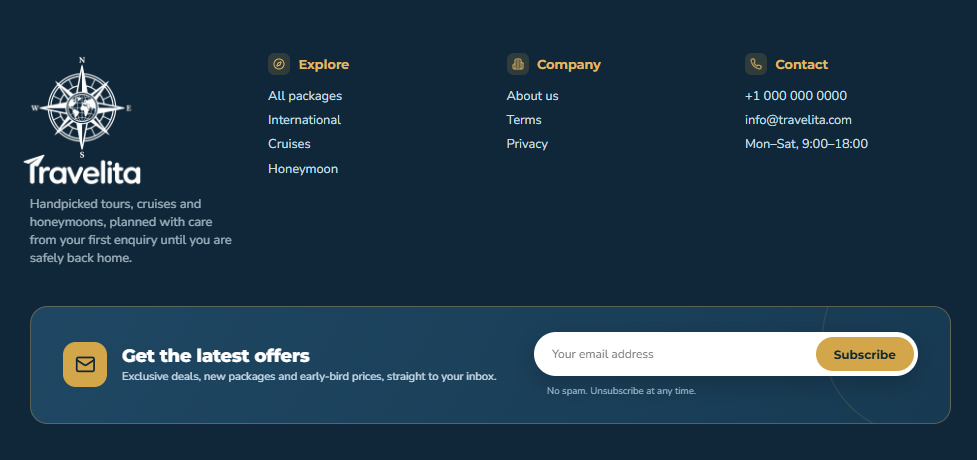 N
W
E
S
Travelita
Handpicked tours, cruises and
honeymoons, planned with care
from your first enquiry until you are
safely back home.
Explore
All packages
International
Cruises
Honeymoon
Company
About us
Terms
Privacy
Contact
+1 000 000 0000
info@travelita.com
Mon–Sat, 9:00–18:00
Get the latest offers
Exclusive deals, new packages and early-bird prices, straight to your inbox.
Your email address
Subscribe
No spam. Unsubscribe at any time.